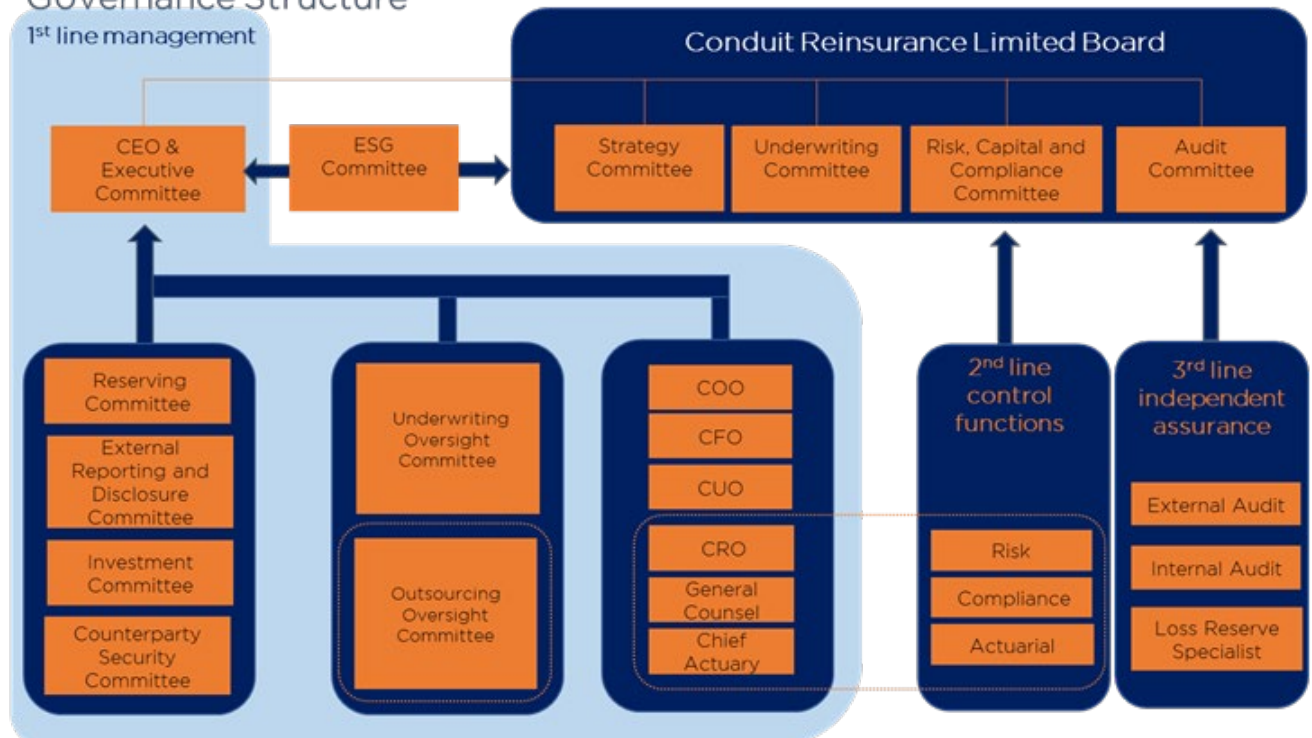 Governance Structure
1st line management
Conduit Reinsurance Limited Board
CEO &
Executive
Committee
ESG
Committee
Strategy
Committee
Underwriting
Committee
Risk, Capital and
Compliance
Committee
Audit
Committee
Reserving
Committee
External
Reporting and
Disclosure
Committee
Investment
Committee
Counterparty
Security
Committee
Underwriting
Oversight
Committee
Outsourcing
Oversight
Committee
COO
CFO
CUO
CRO
General
Counsel
Chief
Actuary
2nd line
control
functions
Risk
Compliance
Actuarial
3rd line
independent
assurance
External Audit
Internal Audit
Loss Reserve
Specialist